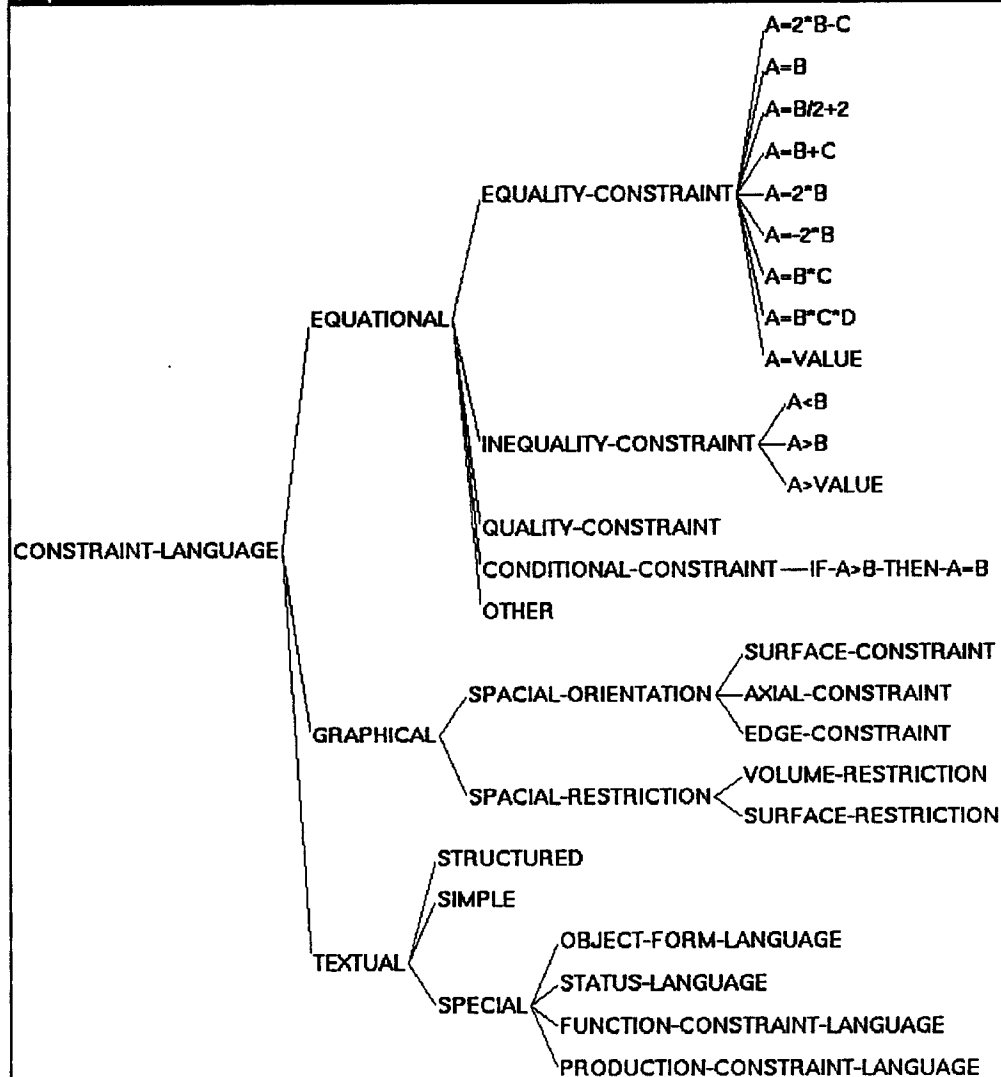 A=2*B-C
A=B
A=B/2+2
A=B+C
EQUALITY-CONSTRAINT
A=2*B
A=-2*B
A=B*C
EQUATIONAL
A=B*C*D
A=VALUE
A<B
INEQUALITY-CONSTRAINT
A>B
A>VALUE
QUALITY-CONSTRAINT
CONSTRAINT-LANGUAGE
CONDITIONAL-CONSTRAINT
IF-A>B-THEN-A=B
OTHER
SURFACE-CONSTRAINT
SPACIAL-ORIENTATION
AXIAL-CONSTRAINT
GRAPHICAL
EDGE-CONSTRAINT
VOLUME-RESTRICTION
SPACIAL-RESTRICTION
SURFACE-RESTRICTION
STRUCTURED
SIMPLE
OBJECT-FORM-LANGUAGE
TEXTUAL
STATUS-LANGUAGE
SPECIAL
FUNCTION-CONSTRAINT-LANGUAGE
PRODUCTION-CONSTRAINT-LANGUAGE